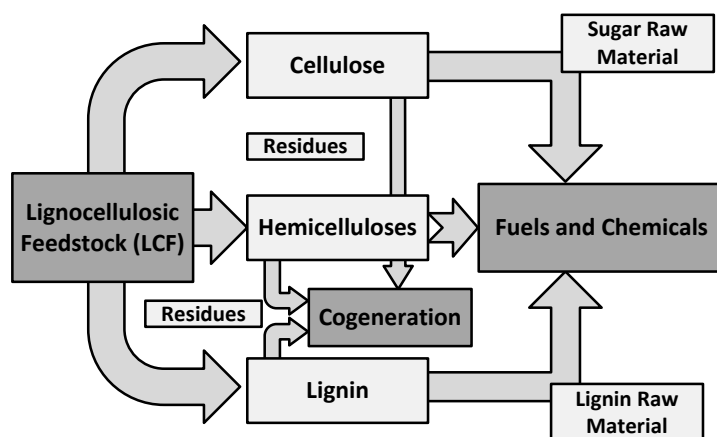 Sugar Raw
Material
Cellulose
Residues
Lignocellulosic
Feedstock (LCF)
Hemicelluloses
Fuels and Chemicals
Residues
Cogeneration
Lignin
Lignin Raw
Material